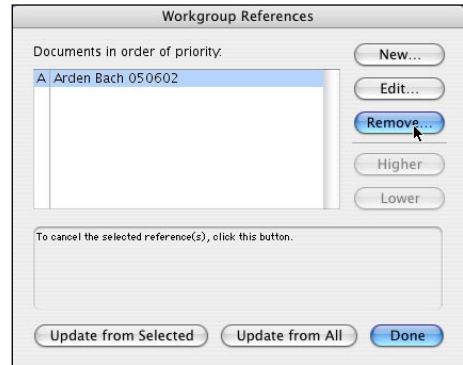 Workgroup References
Documents in order of priority:
New...
A Arden Bach 050602
Edit...
Remove...
Higher
Lower
To cancel the selected reference(s), click this button.
Update from Selected
Update from All
Done